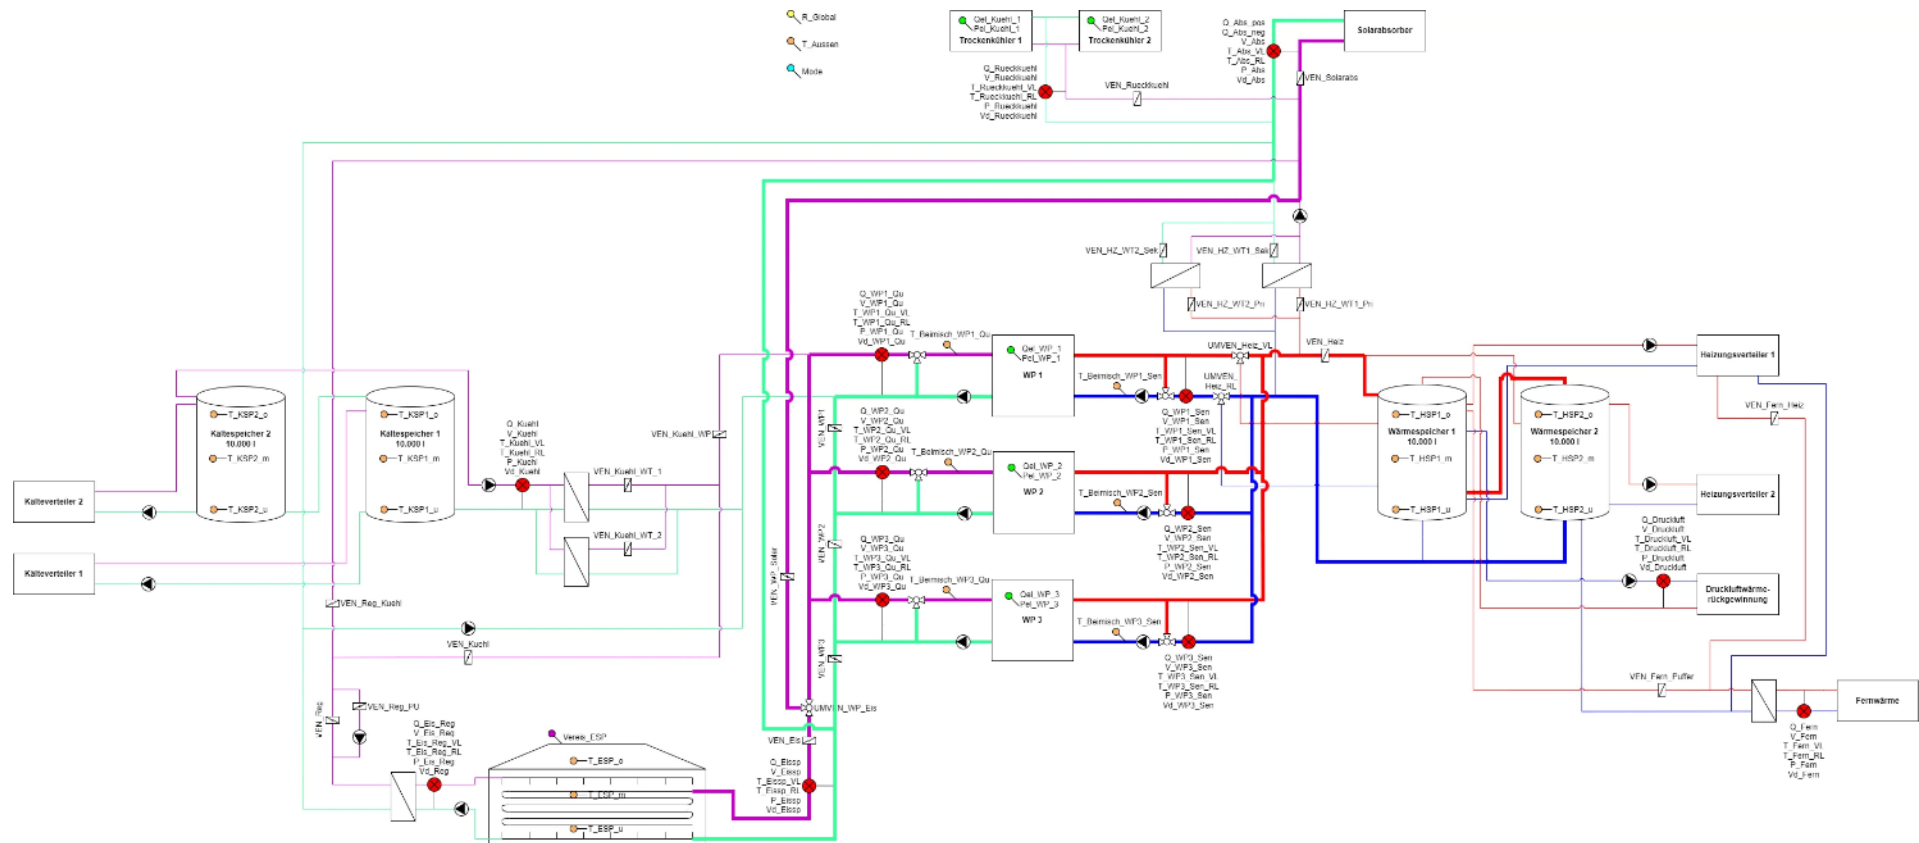 R_Global
T_Aussen
Mode
Qel_Kuehl_1
Pel_Kuehl_1
Trockenkühler 1
Qel_Kuehl_2
Pel_Kuehl_2
Trockenkühler 2
Q_Abs_pos
Q_Abs_neg
V_Abs
T_Abs_VL
T_Abs_RL
P_Abs
Vd_Abs
Solarabsorber
VEN_Solarabs
Q_Rueckkuehl
V_Rueckkuehl
T_Rueckkuehl_VL
T_Rueckkuehl_RL
P_Rueckkuehl
Vd_Rueckkuehl
VEN_Rueckkuehl
VEN_HZ_WT2_Sek
VEN_HZ_WT1_Sek
VEN_HZ_WT2_Pri
VEN_HZ_WT1_Pri
Q_WP1_Qu
V_WP1_Qu
T_WP1_Qu_VL
T_WP1_Qu_RL
P_WP1_Qu
Vd_WP1_Qu
T_Beimisch_WP1_Qu
Qel_WP_1
Pel_WP_1
WP 1
UMVEN_Heiz_VL
VEN_Heiz
UMVEN_
Heiz_RL
T_Beimisch_WP1_Sen
Q_WP1_Sen
V_WP1_Sen
T_WP1_Sen_VL
T_WP1_Sen_RL
P_WP1_Sen
Vd_WP1_Sen
Heizungsverteiler 1
VEN_Fern_Heiz
T_KSP2_o
Kältespeicher 2
10.000 l
T_KSP2_m
T_KSP2_u
T_KSP1_o
Kältespeicher 1
10.000 l
T_KSP1_m
T_KSP1_u
Q_Kuehl
V_Kuehl
T_Kuehl_VL
T_Kuehl_RL
P_Kuehl
Vd_Kuehl
VEN_Kuehl_WP
VEN_Kuehl_WT_1
VEN_Kuehl_WT_2
VEN_WP1
Q_WP2_Qu
V_WP2_Qu
T_WP2_Qu_VL
T_WP2_Qu_RL
P_WP2_Qu
Vd_WP2_Qu
T_Beimisch_WP2_Qu
Qel_WP_2
Pel_WP_2
WP 2
T_Beimisch_WP2_Sen
Q_WP2_Sen
V_WP2_Sen
T_WP2_Sen_VL
T_WP2_Sen_RL
P_WP2_Sen
Vd_WP2_Sen
T_HSP1_o
Wärmespeicher 1
10.000 l
T_HSP1_m
T_HSP1_u
T_HSP2_o
Wärmespeicher 2
10.000 l
T_HSP2_m
T_HSP2_u
Heizungsverteiler 2
Kälteverteiler 2
Kälteverteiler 1
Q_Druckluft
V_Druckluft
T_Druckluft_VL
T_Druckluft_RL
P_Druckluft
Vd_Druckluft
Druckluftwärme-
rückgewinnung
VEN_WP2
VEN_WP_Solar
Q_WP3_Qu
V_WP3_Qu
T_WP3_Qu_VL
T_WP3_Qu_RL
P_WP3_Qu
Vd_WP3_Qu
T_Beimisch_WP3_Qu
Qel_WP_3
Pel_WP_3
WP 3
T_Beimisch_WP3_Sen
Q_WP3_Sen
V_WP3_Sen
T_WP3_Sen_VL
T_WP3_Sen_RL
P_WP3_Sen
Vd_WP3_Sen
VEN_Reg_Kuehl
VEN_Kuehl
VEN_WP3
VEN_Fern_Puffer
Fernwärme
Q_Fern
V_Fern
T_Fern_VL
T_Fern_RL
P_Fern
Vd_Fern
VEN_Reg
VEN_Reg_PU
Q_Eis_Reg
V_Eis_Reg
T_Eis_Reg_VL
T_Eis_Reg_RL
P_Eis_Reg
Vd_Reg
UMVEN_WP_Eis
VEN_Eis
Vereis_ESP
T_ESP_o
T_ESP_m
T_ESP_u
Q_Eissp
V_Eissp
T_Eissp_VL
T_Eissp_RL
P_Eissp
Vd_Eissp